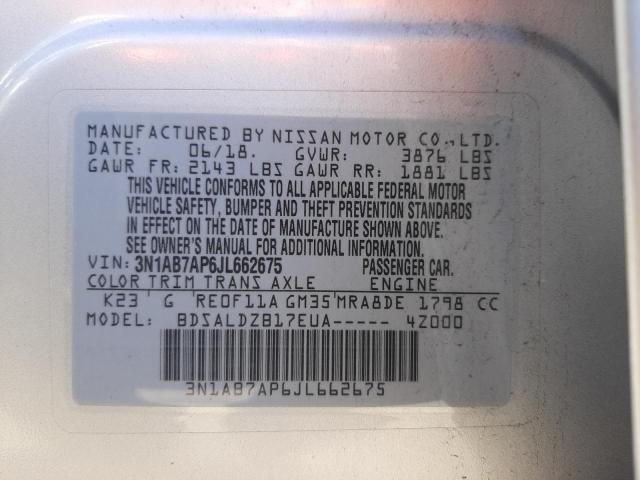 MANUFACTURED BY NISSAN MOTOR CO., LTD.
DATE: 06/18. GVWR: 3876 LBS
GAWR FR: 2143 LBS GAWR RR: 1881 LBS
THIS VEHICLE CONFORMS TO ALL APPLICABLE FEDERAL MOTOR
VEHICLE SAFETY, BUMPER AND THEFT PREVENTION STANDARDS
IN EFFECT ON THE DATE OF MANUFACTURE SHOWN ABOVE.
SEE OWNER'S MANUAL FOR ADDITIONAL INFORMATION.
VIN: 3N1AB7AP6JL662675 PASSENGER CAR.
COLOR TRIM TRANS AXLE ENGINE
K23 G RE0F11A GM35 MRA8DE 1798 CC
MODEL: BDSALDZB17EUA----- 4Z000
3N1AB7AP6JL662675